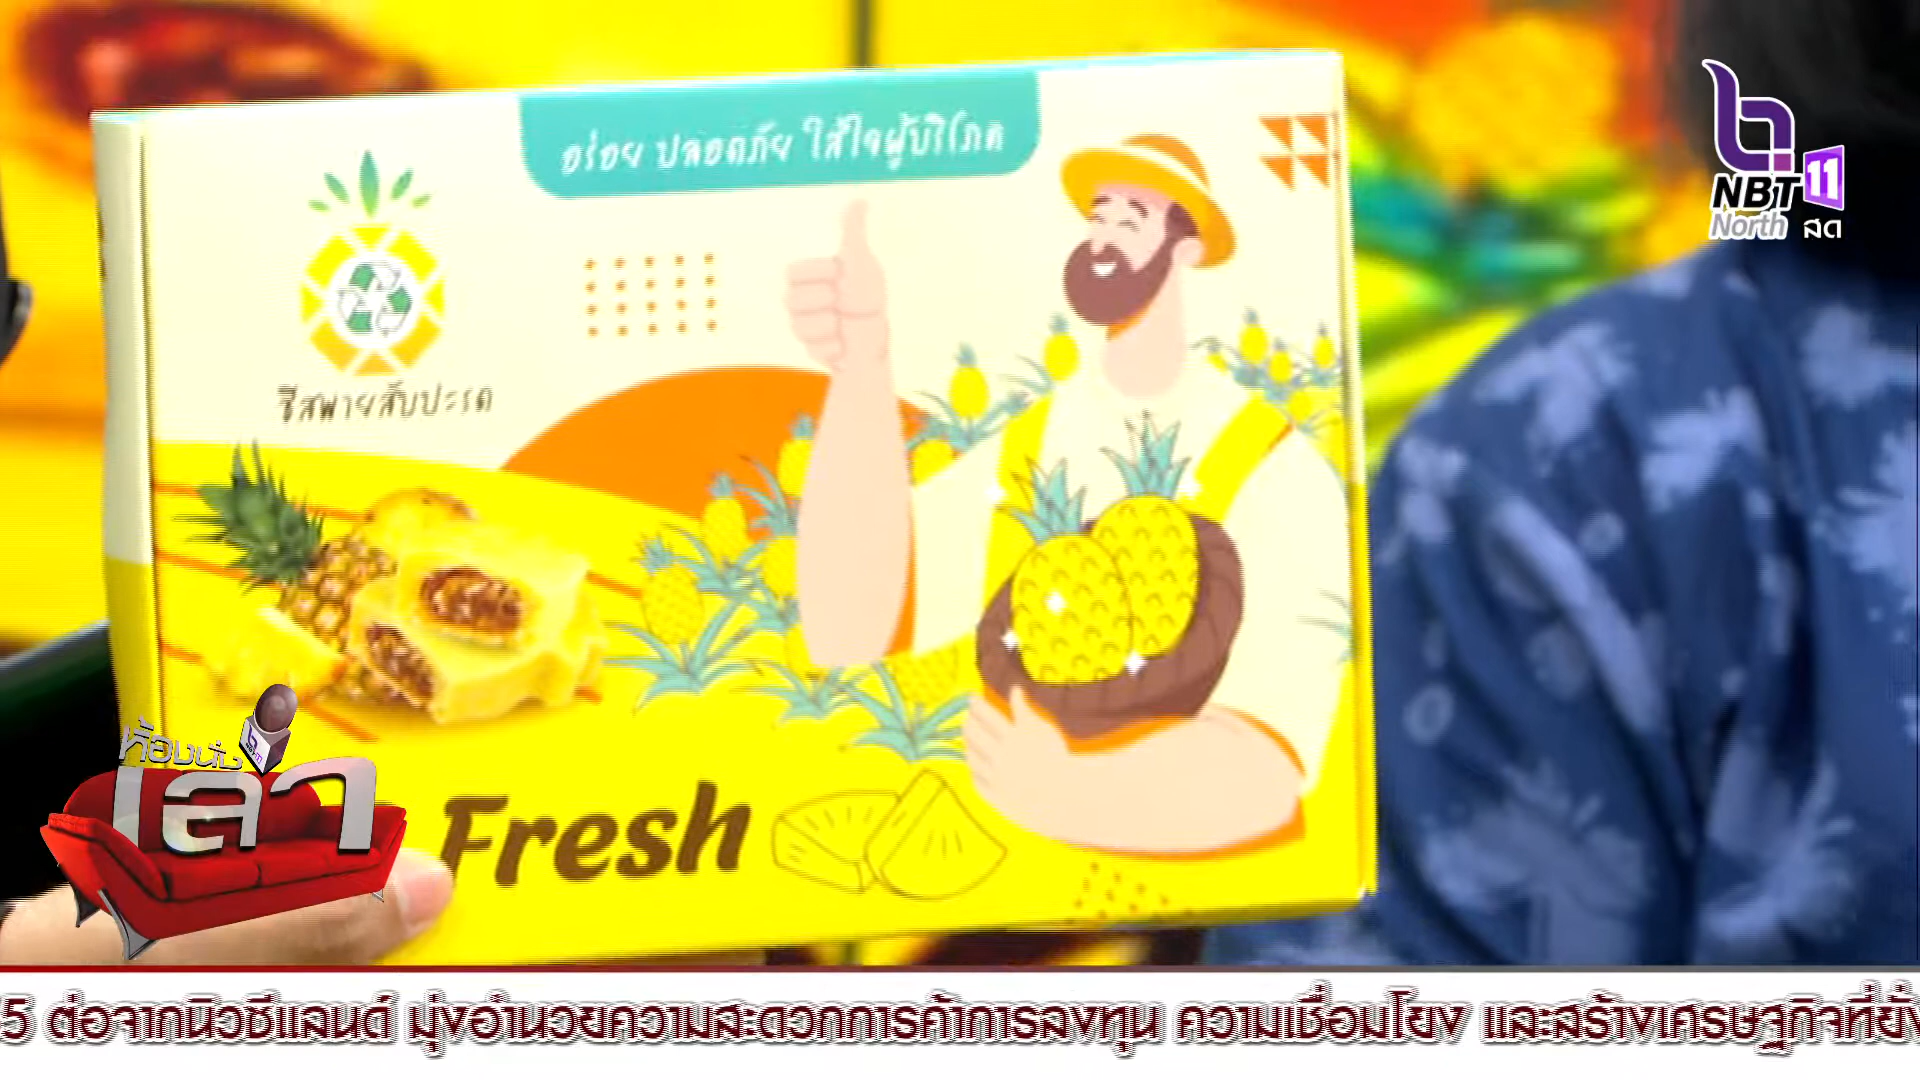 อร่อย ปลอดภัย ใส่ใจผู้บริโภค
NBT 11
North สด
ชีสพายสับปะรด
ห้องนั่ง
เล่า
Fresh
5 ต่อจากนิวซีแลนด์ มุ่งอำนวยความสะดวกการค้าการลงทุน ความเชื่อมโยง และสร้างเศรษฐกิจที่ยั่